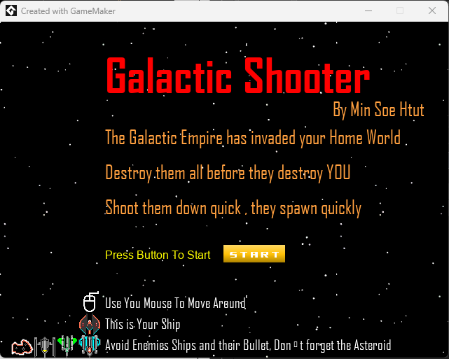 Created with GameMaker
Galactic Shooter
By Min Soe Htut
The Galactic Empire has invaded your Home World
Destroy them all before they destroy YOU
Shoot them down quick , they spawn quickly
Press Button To Start
START
Use You Mouse To Move Around
This is Your Ship
Avoid Enemies Ships and their Bullet, Don t forget the Asteroid